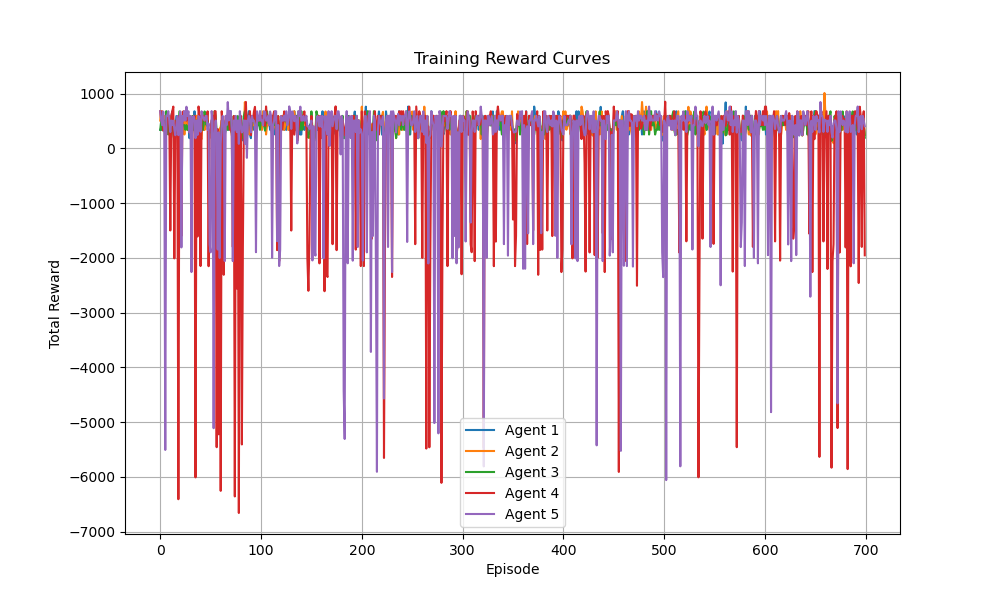 Training Reward Curves
Total Reward
1000
0
−1000
−2000
−3000
−4000
−5000
−6000
−7000
Agent 1
Agent 2
Agent 3
Agent 4
Agent 5
0 100 200 300 400 500 600 700
Episode